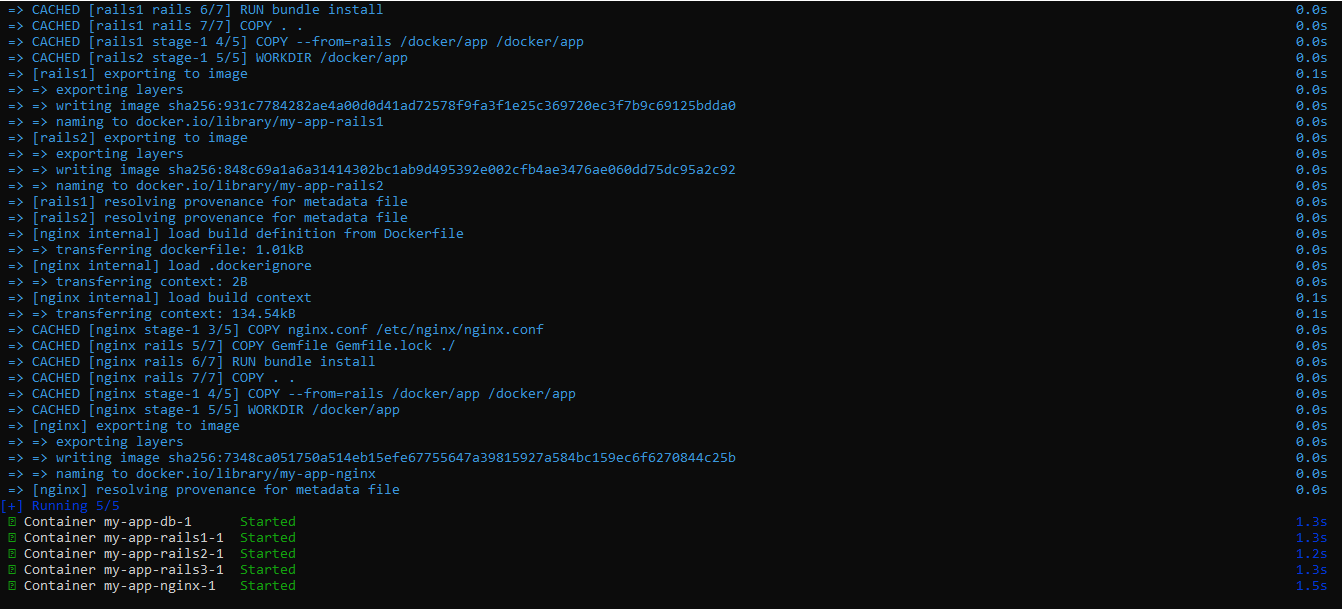 => CACHED [rails1 rails 6/7] RUN bundle install 0.0s
=> CACHED [rails1 rails 7/7] COPY . . 0.0s
=> CACHED [rails1 stage-1 4/5] COPY --from=rails /docker/app /docker/app 0.0s
=> CACHED [rails2 stage-1 5/5] WORKDIR /docker/app 0.0s
=> [rails1] exporting to image 0.1s
=> => exporting layers 0.0s
=> => writing image sha256:931c7784282ae4a00d0d41ad72578f9fa3f1e25c369720ec3f7b9c69125bdda0 0.0s
=> => naming to docker.io/library/my-app-rails1 0.0s
=> [rails2] exporting to image 0.0s
=> => exporting layers 0.0s
=> => writing image sha256:848c69a1a6a31414302bc1ab9d495392e002cfb4ae3476ae060dd75dc95a2c92 0.0s
=> => naming to docker.io/library/my-app-rails2 0.0s
=> [rails1] resolving provenance for metadata file 0.0s
=> [rails2] resolving provenance for metadata file 0.0s
=> [nginx internal] load build definition from Dockerfile 0.0s
=> => transferring dockerfile: 1.01kB 0.0s
=> [nginx internal] load .dockerignore 0.0s
=> => transferring context: 2B 0.0s
=> [nginx internal] load build context 0.1s
=> => transferring context: 134.54kB 0.1s
=> CACHED [nginx stage-1 3/5] COPY nginx.conf /etc/nginx/nginx.conf 0.0s
=> CACHED [nginx rails 5/7] COPY Gemfile Gemfile.lock ./ 0.0s
=> CACHED [nginx rails 6/7] RUN bundle install 0.0s
=> CACHED [nginx rails 7/7] COPY . . 0.0s
=> CACHED [nginx stage-1 4/5] COPY --from=rails /docker/app /docker/app 0.0s
=> CACHED [nginx stage-1 5/5] WORKDIR /docker/app 0.0s
=> [nginx] exporting to image 0.0s
=> => exporting layers 0.0s
=> => writing image sha256:7348ca051750a514eb15efe67755647a39815927a584bc159ec6f6270844c25b 0.0s
=> => naming to docker.io/library/my-app-nginx 0.0s
=> [nginx] resolving provenance for metadata file 0.0s
[+] Running 5/5
Container my-app-db-1 Started 1.3s
Container my-app-rails1-1 Started 1.3s
Container my-app-rails2-1 Started 1.2s
Container my-app-rails3-1 Started 1.3s
Container my-app-nginx-1 Started 1.5s